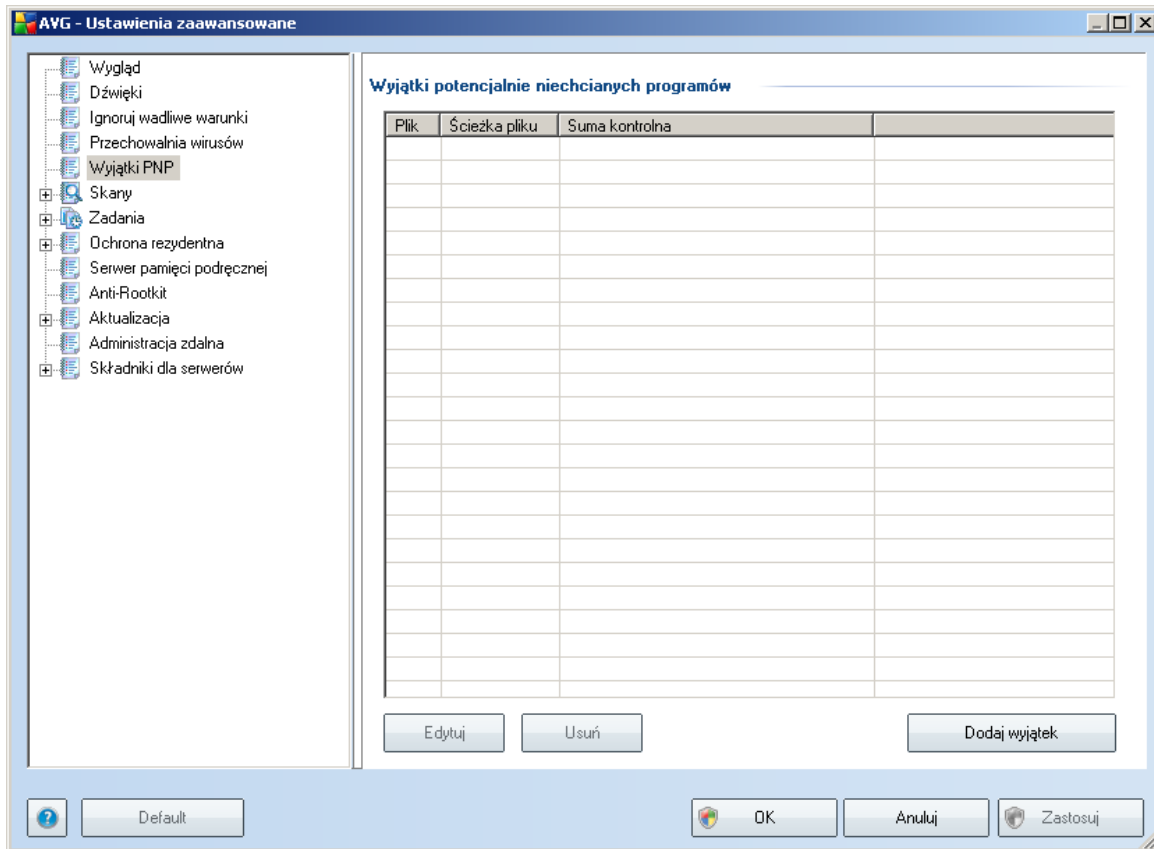 AVG - Ustawienia zaawansowane
Wygląd
Dźwięki
Ignoruj wadliwe warunki
Przechowalnia wirusów
Wyjątki PNP
Skany
Zadania
Ochrona rezydentna
Serwer pamięci podręcznej
Anti-Rootkit
Aktualizacja
Administracja zdalna
Składniki dla serwerów
Wyjątki potencjalnie niechcianych programów
Plik Ścieżka pliku Suma kontrolna
Edytuj Usuń Dodaj wyjątek
Default OK Anuluj Zastosuj